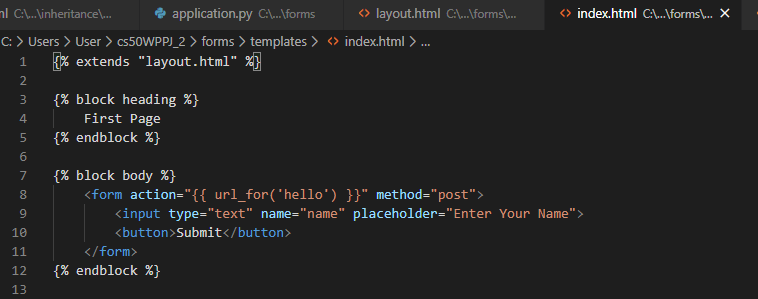 ml C:\...\inheritance\... application.py C:\...\forms layout.html C:\...\forms\... index.html C:\...\forms\... ×
C: > Users > User > cs50WPPJ_2 > forms > templates > <> index.html > ...
1 {% extends "layout.html" %}
2
3 {% block heading %}
4 First Page
5 {% endblock %}
6
7 {% block body %}
8 <form action="{{ url_for('hello') }}" method="post">
9 <input type="text" name="name" placeholder="Enter Your Name">
10 <button>Submit</button>
11 </form>
12 {% endblock %}
13